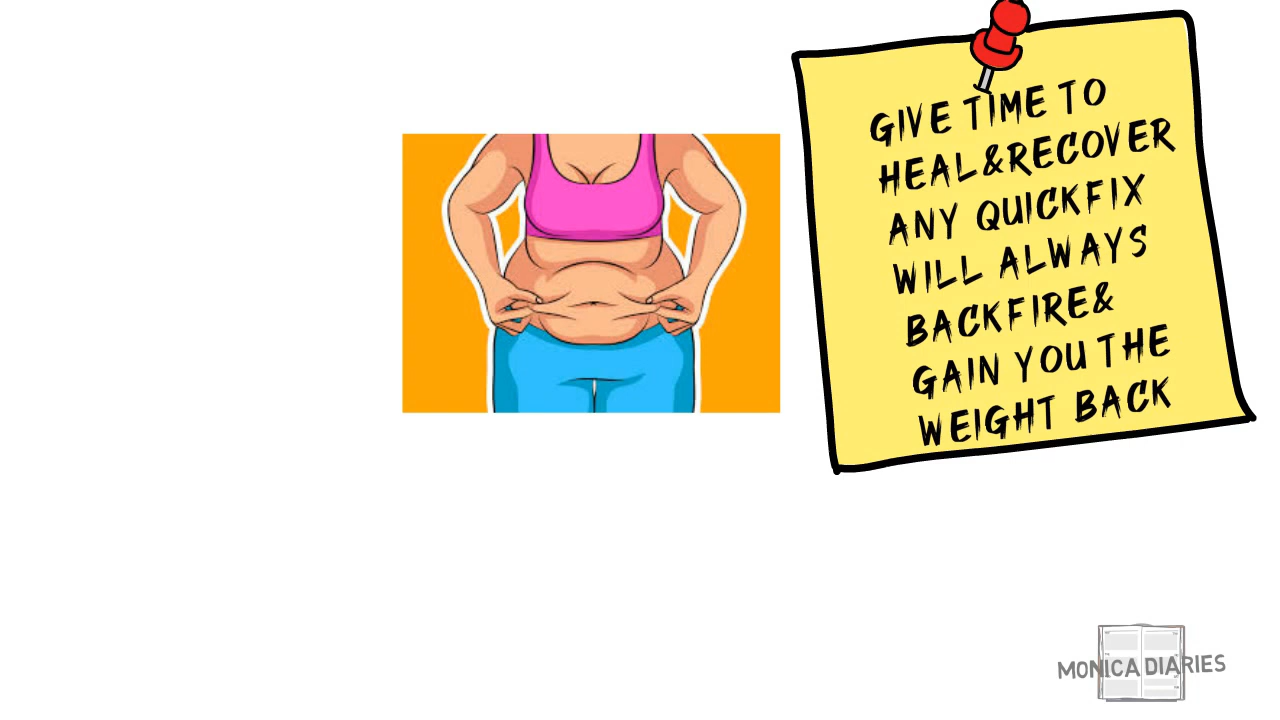 GIVE TIME TO
HEAL&RECOVER
ANY QUICKFIX
WILL ALWAYS
BACKFIRE&
GAIN YOU THE
WEIGHT BACK
MONICA DIARIES